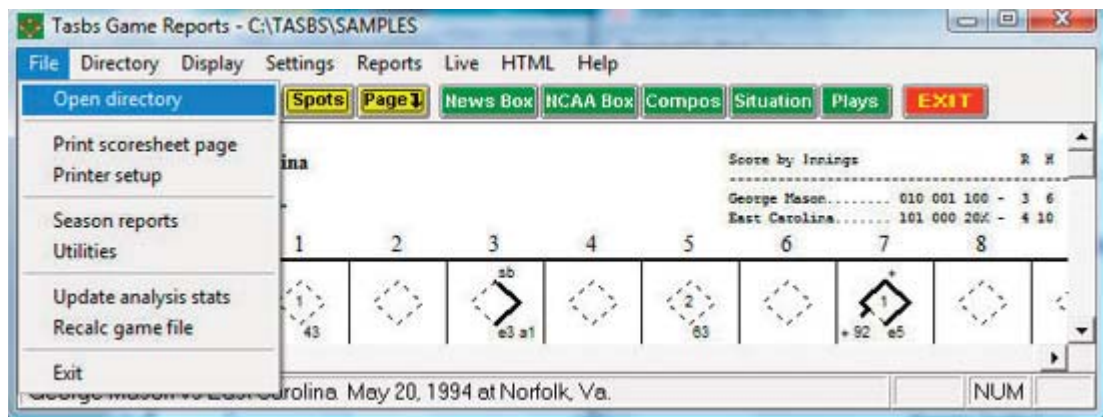 Tasbs Game Reports - C:\TASBS\SAMPLES
File Directory Display Settings Reports Live HTML Help
Open directory
Print scoresheet page
Printer setup
Season reports
Utilities
Update analysis stats
Recalc game file
Exit
Spots Page News Box NCAA Box Compos Situation Plays EXIT
ina
Score by Innings R H
George Mason........ 010 001 100 - 3 6
East Carolina....... 101 000 20X - 4 10
1 2 3 4 5 6 7 8
sb +
1 2 1
43 e3 a1 63 + 92 e5
George Mason vs East Carolina May 20, 1994 at Norfolk, Va. NUM